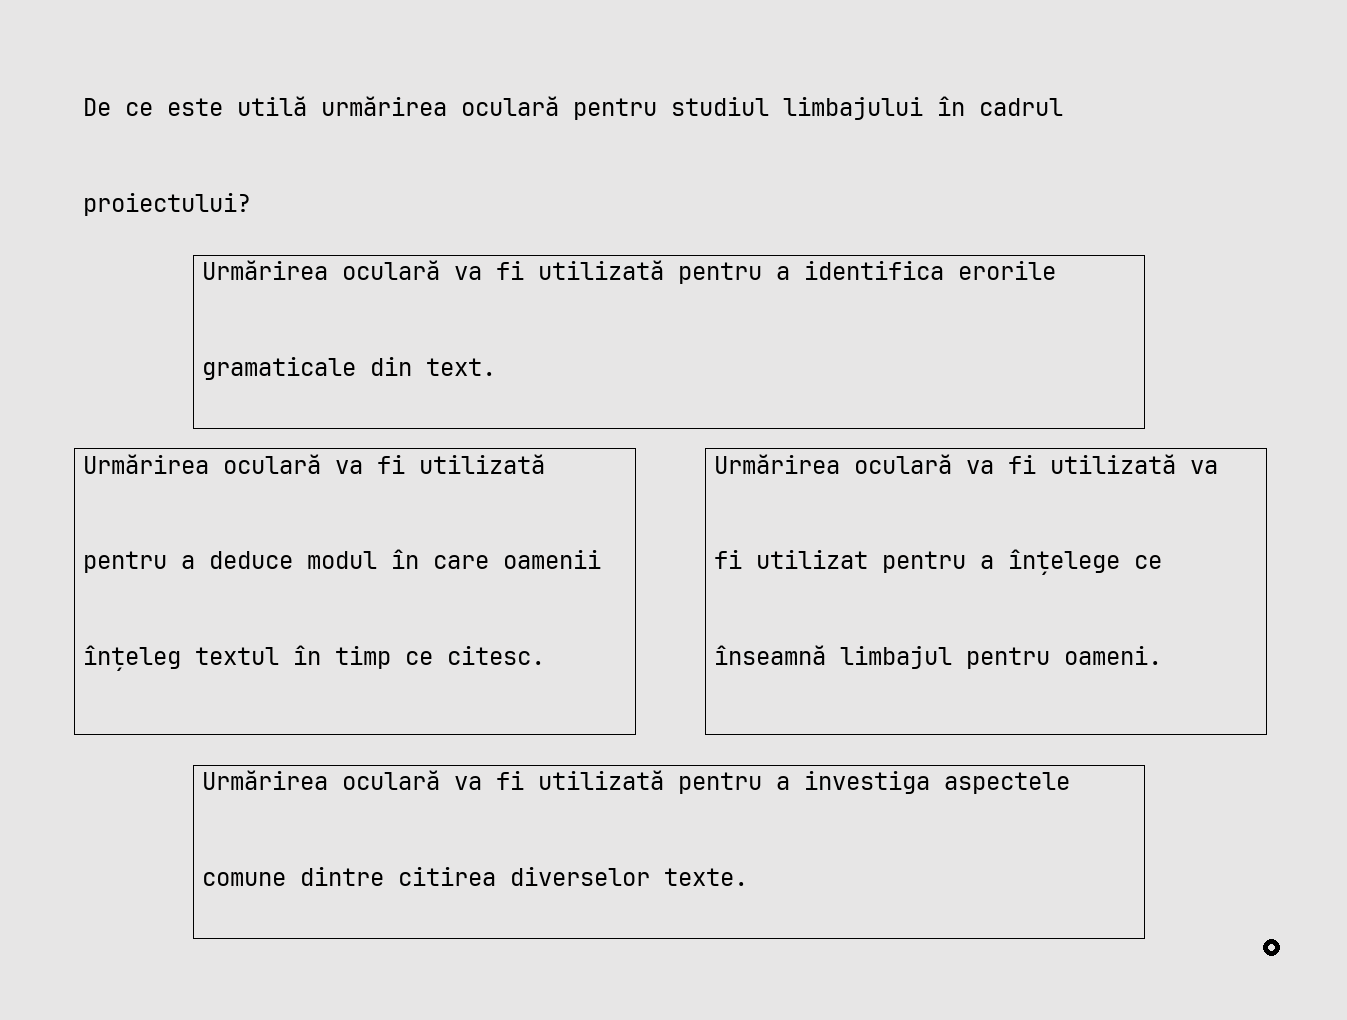 De ce este utilă urmărirea oculară pentru studiul limbajului în cadrul
proiectului?
Urmărirea oculară va fi utilizată pentru a identifica erorile
gramaticale din text.
Urmărirea oculară va fi utilizată
pentru a deduce modul în care oamenii
înțeleg textul în timp ce citesc.
Urmărirea oculară va fi utilizată va
fi utilizat pentru a înțelege ce
înseamnă limbajul pentru oameni.
Urmărirea oculară va fi utilizată pentru a investiga aspectele
comune dintre citirea diverselor texte.